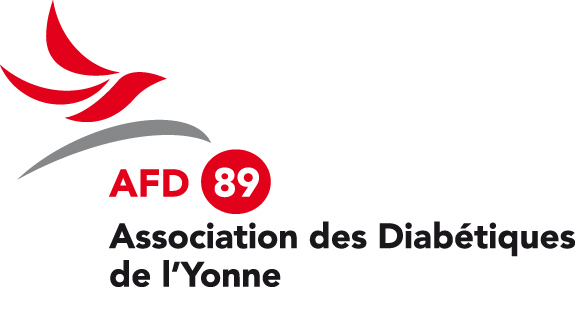 AFD 89
Association des Diabétiques
de l’Yonne